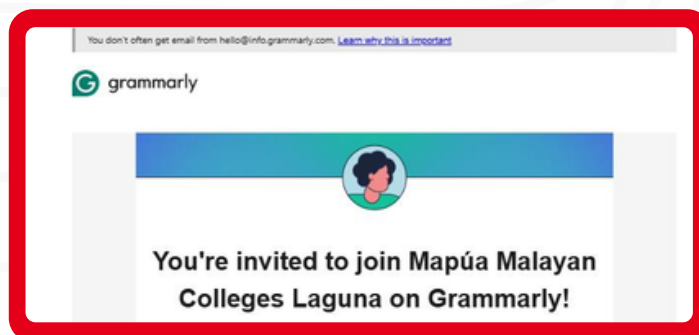 You don't often get email from hello@info.grammarly.com. Learn why this is important
grammarly
You're invited to join Mapúa Malayan
Colleges Laguna on Grammarly!